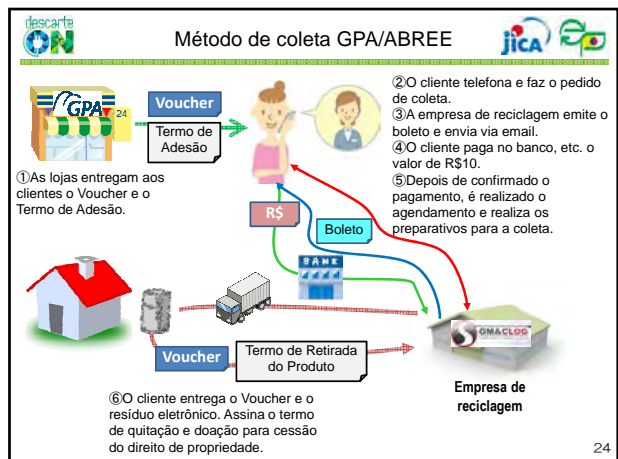 descarte
ON
Método de coleta GPA/ABREE
jICA
GPA
24
Voucher
Termo de
Adesão
①As lojas entregam aos
clientes o Voucher e o
Termo de Adesão.
②O cliente telefona e faz o pedido
de coleta.
③A empresa de reciclagem emite o
boleto e envia via email.
④O cliente paga no banco, etc. o
valor de R$10.
⑤Depois de confirmado o
pagamento, é realizado o
agendamento e realiza os
preparativos para a coleta.
R$
Boleto
BANK
GM&CLOG
Voucher
Termo de Retirada
do Produto
Empresa de
reciclagem
⑥O cliente entrega o Voucher e o
resíduo eletrônico. Assina o termo
de quitação e doação para cessão
do direito de propriedade.
24